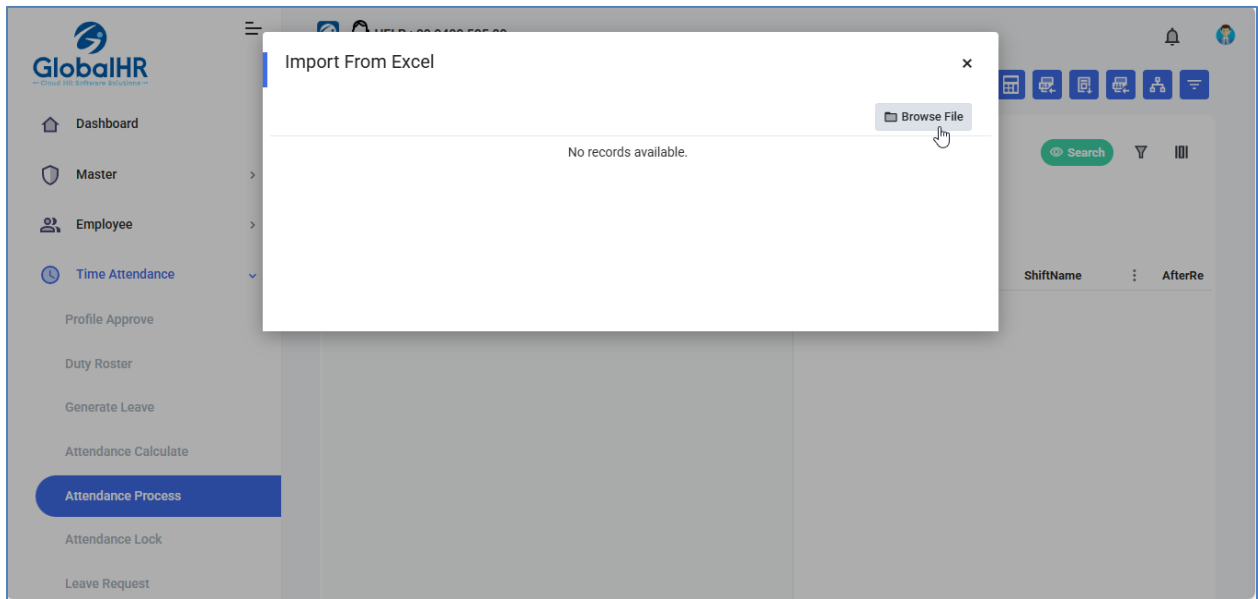 GlobalHR
Cloud HR Software Solutions
Import From Excel
Browse File
No records available.
Dashboard
Master
Employee
Time Attendance
Profile Approve
Duty Roster
Generate Leave
Attendance Calculate
Attendance Process
Attendance Lock
Leave Request
Search
ShiftName
AfterRe